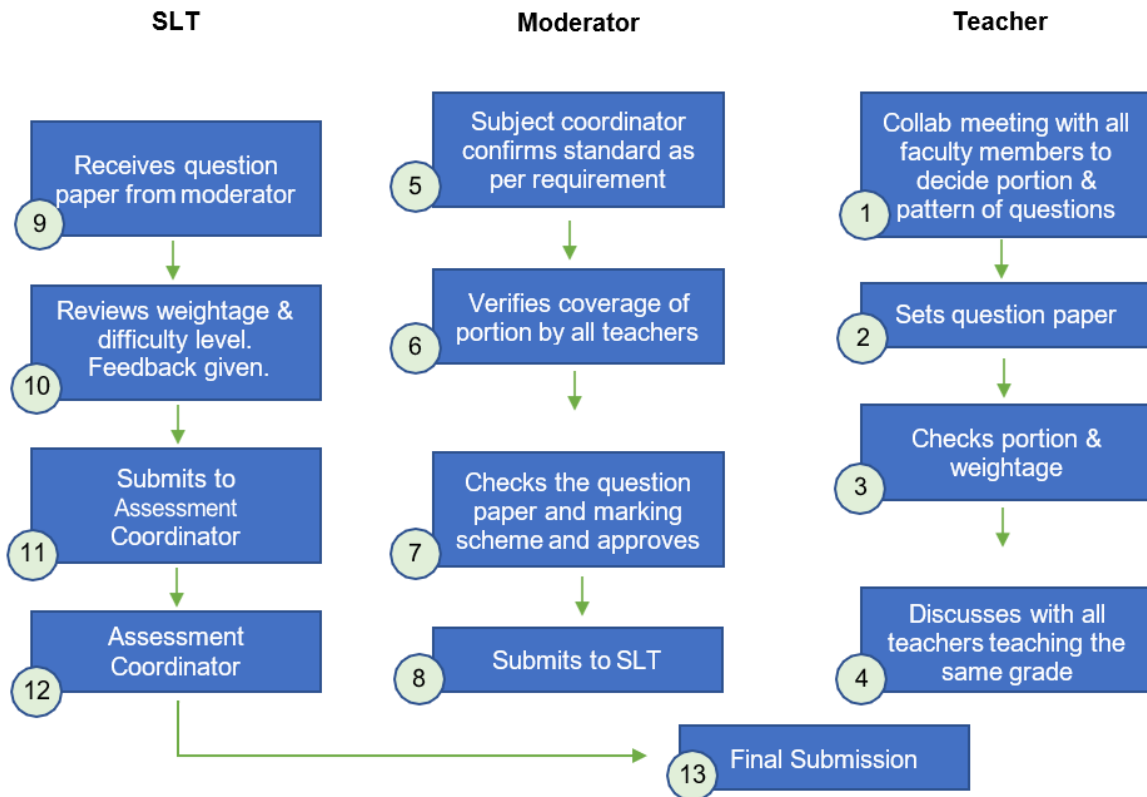 SLT
Moderator
Teacher
Receives question
paper from moderator
9
Reviews weightage &
difficulty level.
Feedback given.
10
Submits to
Assessment
Coordinator
11
Assessment
Coordinator
12
Subject coordinator
confirms standard as
per requirement
5
Verifies coverage of
portion by all teachers
6
Checks the question
paper and marking
scheme and approves
7
Submits to SLT
8
Collab meeting with all
faculty members to
decide portion &
pattern of questions
1
Sets question paper
2
Checks portion &
weightage
3
Discusses with all
teachers teaching the
same grade
4
Final Submission
13